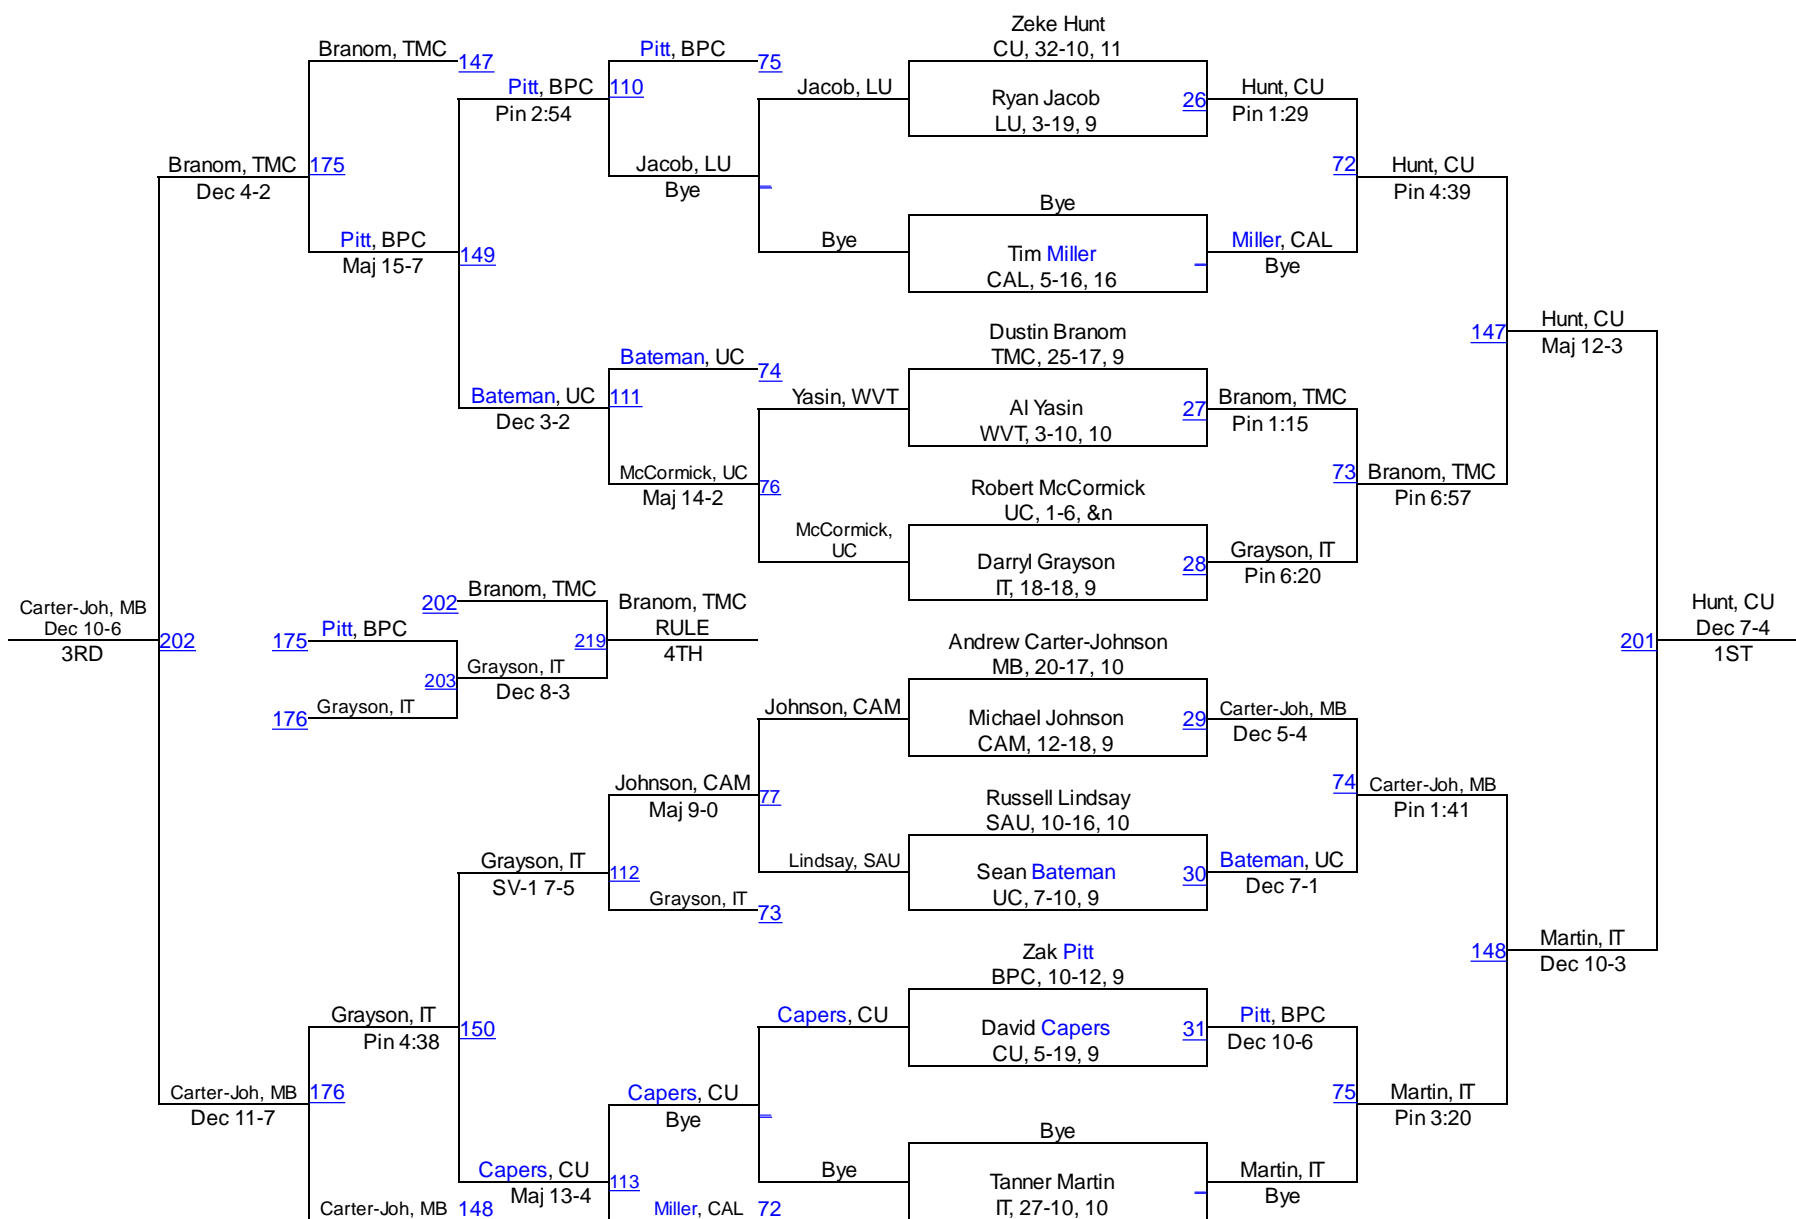 Zeke Hunt
Branom, TMC
147
Pitt, BPC
75
CU, 32-10, 11
Pitt, BPC
110
Jacob, LU
Ryan Jacob
26
Hunt, CU
Pin 2:54
LU, 3-19, 9
Pin 1:29
Branom, TMC
175
Jacob, LU
72
Hunt, CU
Dec 4-2
Bye
Pin 4:39
Bye
Pitt, BPC
149
Bye
Tim Miller
Miller, CAL
Maj 15-7
CAL, 5-16, 16
Bye
Dustin Branom
147
Hunt, CU
Bateman, UC
74
TMC, 25-17, 9
Maj 12-3
Bateman, UC
111
Yasin, WVT
Al Yasin
27
Branom, TMC
Dec 3-2
WVT, 3-10, 10
Pin 1:15
McCormick, UC
76
Robert McCormick
73
Branom, TMC
Maj 14-2
UC, 1-6, &n
Pin 6:57
McCormick,
UC
Darryl Grayson
28
Grayson, IT
IT, 18-18, 9
Pin 6:20
202
Branom, TMC
Branom, TMC
Carter-Joh, MB
Hunt, CU
Dec 10-6
175
Pitt, BPC
RULE
Dec 7-4
3RD
202
219
4TH
Andrew Carter-Johnson
201
1ST
203
Grayson, IT
MB, 20-17, 10
Dec 8-3
176
Grayson, IT
Johnson, CAM
Michael Johnson
29
Carter-Joh, MB
CAM, 12-18, 9
Dec 5-4
Johnson, CAM
77
Russell Lindsay
74
Carter-Joh, MB
Maj 9-0
SAU, 10-16, 10
Pin 1:41
Grayson, IT
112
Lindsay, SAU
Sean Bateman
30
Bateman, UC
SV-1 7-5
UC, 7-10, 9
Dec 7-1
Grayson, IT
73
Zak Pitt
148
Martin, IT
BPC, 10-12, 9
Dec 10-3
Grayson, IT
150
Capers, CU
David Capers
31
Pitt, BPC
Pin 4:38
CU, 5-19, 9
Dec 10-6
Carter-Joh, MB
176
Capers, CU
75
Martin, IT
Dec 11-7
Bye
Pin 3:20
Bye
Capers, CU
113
Bye
Tanner Martin
Martin, IT
Maj 13-4
IT, 27-10, 10
Bye
Carter-Joh, MB
148
Miller, CAL
72